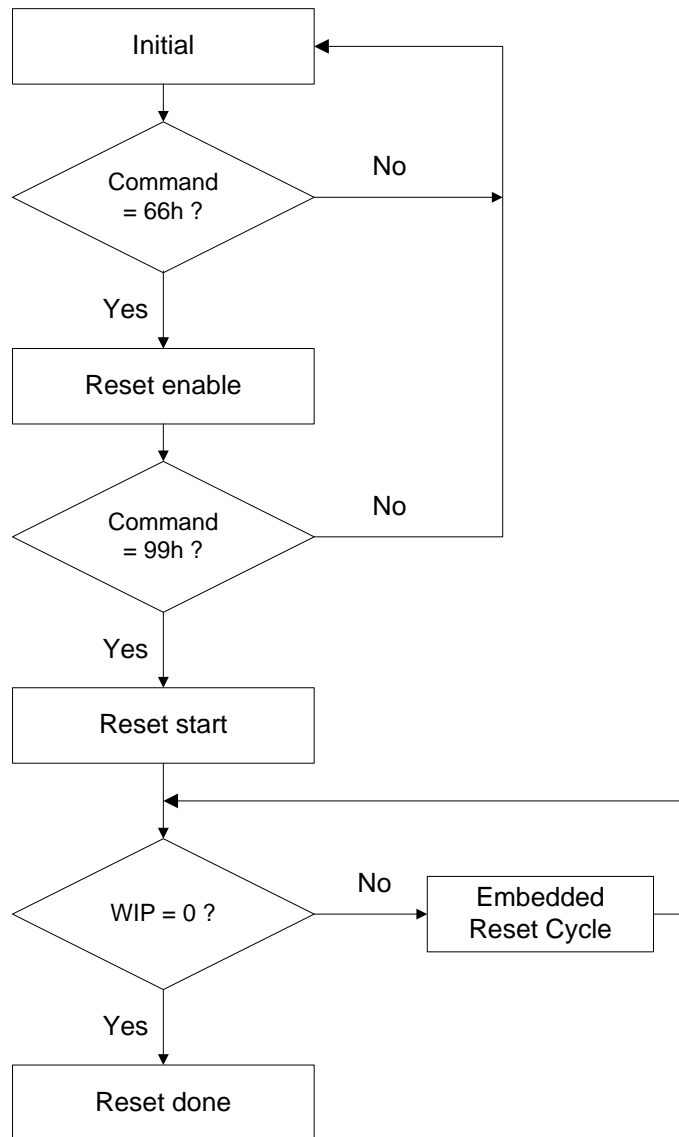 Initial
Command
= 66h ?
No
Yes
Reset enable
Command
= 99h ?
No
Yes
Reset start
WIP = 0 ?
No
Embedded
Reset Cycle
Yes
Reset done